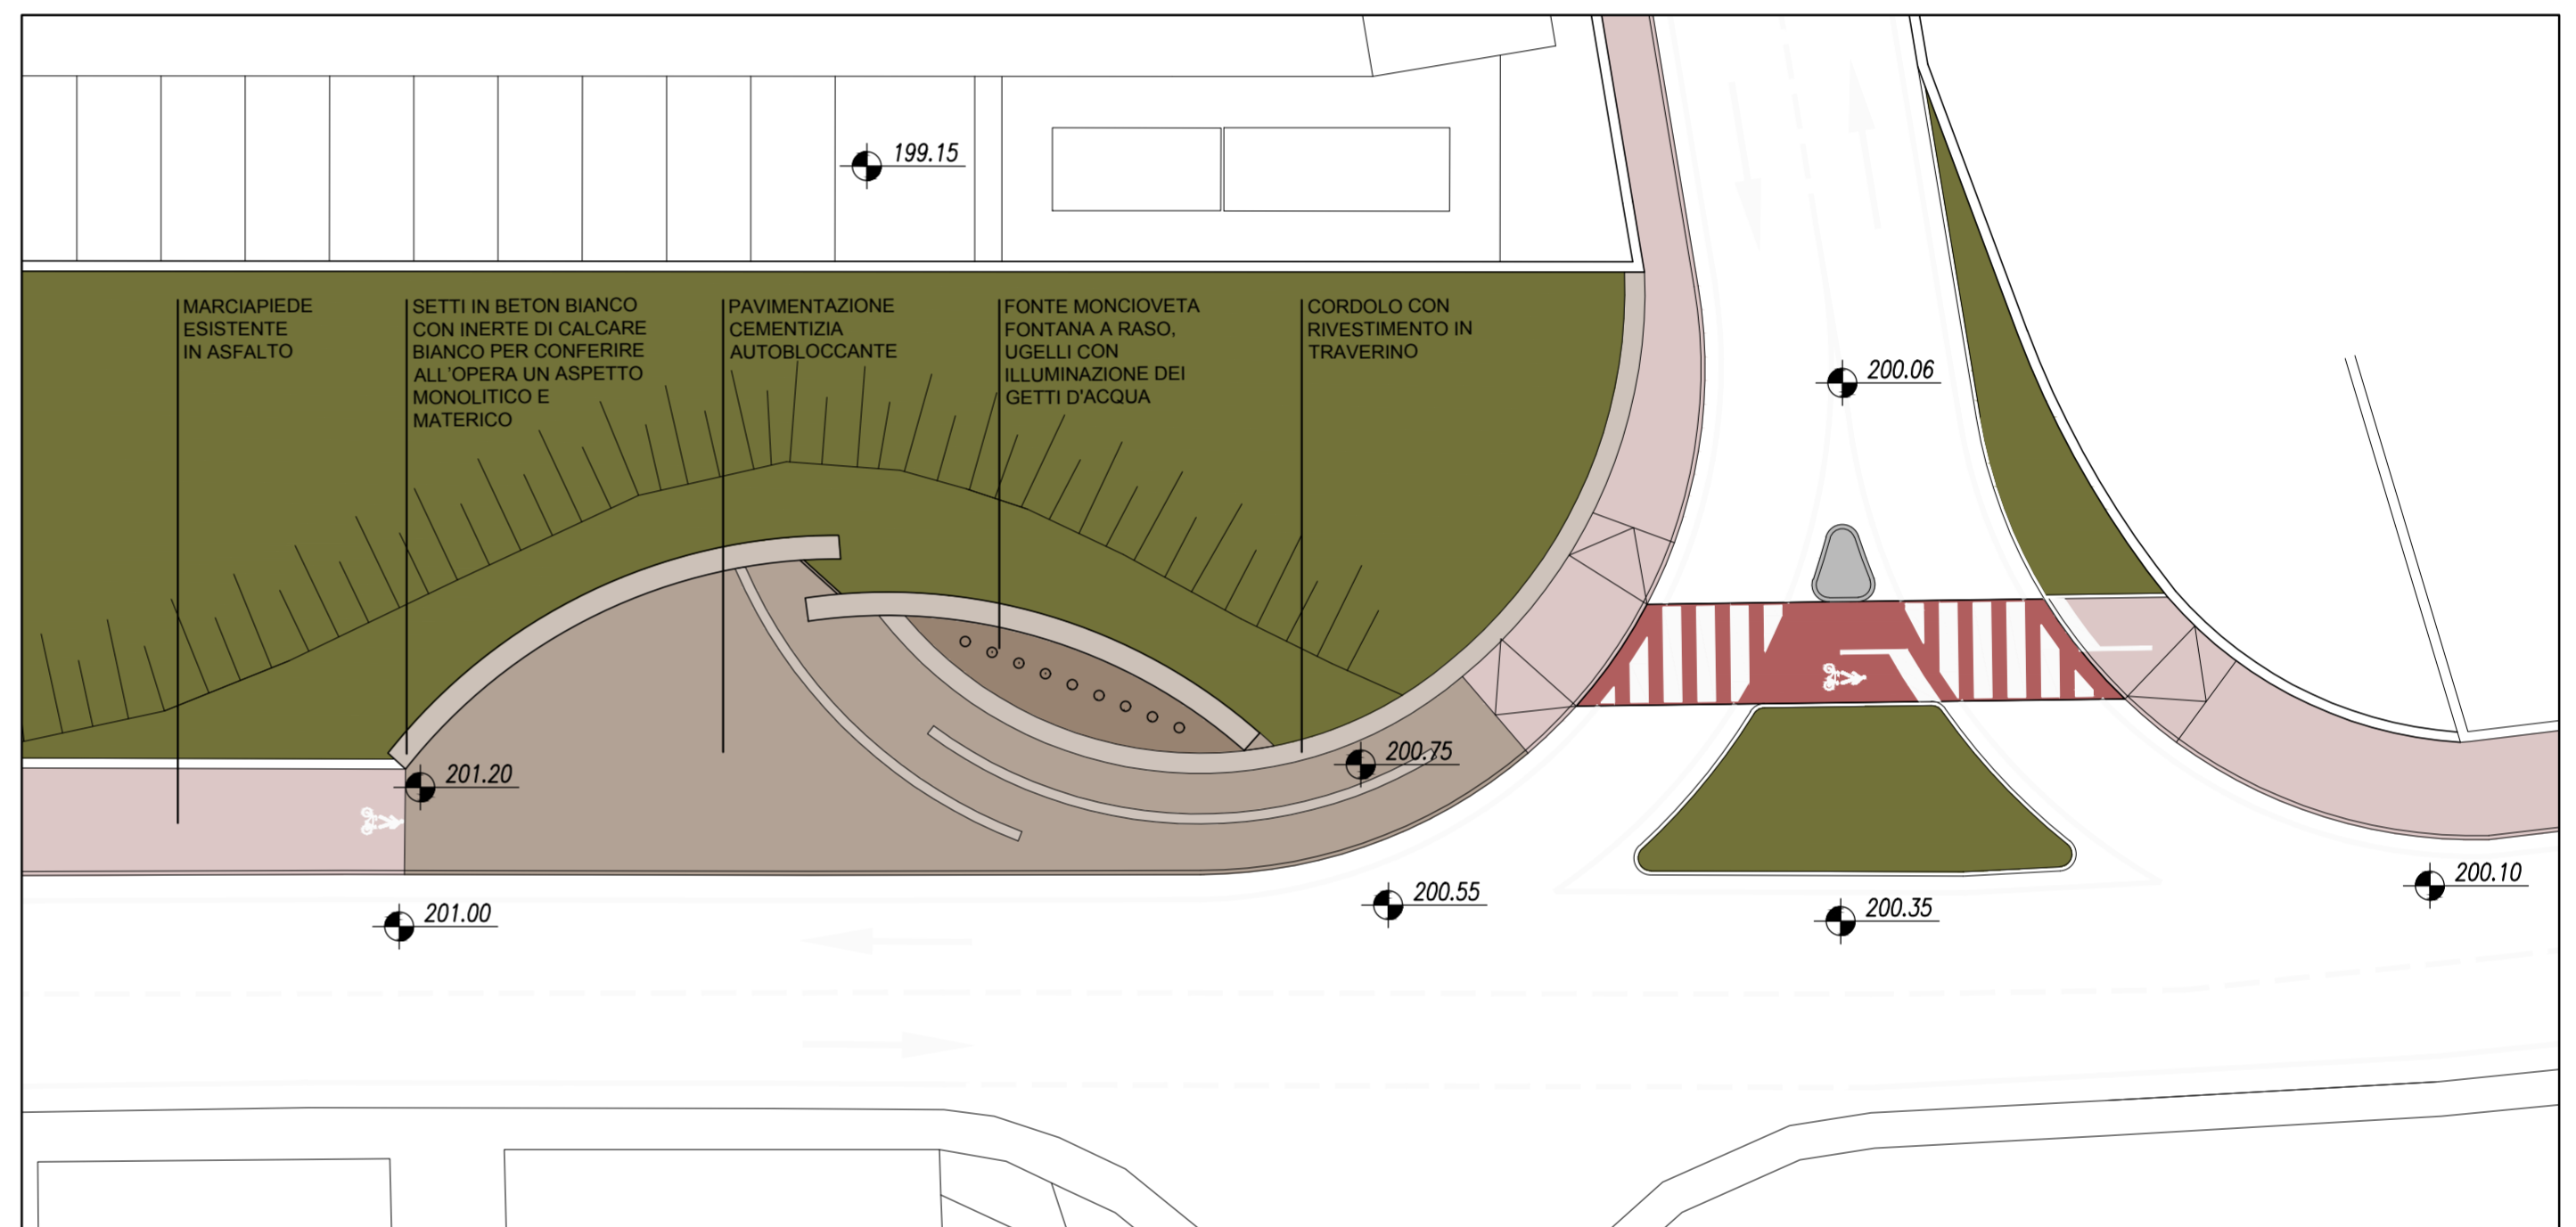 199.15
MARCIAPIEDE
ESISTENTE
IN ASFALTO
SETTI IN BETON BIANCO
CON INERTE DI CALCARE
BIANCO PER CONFERIRE
ALL'OPERA UN ASPETTO
MONOLITICO E
MATERICO
PAVIMENTAZIONE
CEMENTIZIA
AUTOBLOCCANTE
FONTE MONCIOVETA
FONTANA A RASO,
UGELLI CON
ILLUMINAZIONE DEI
GETTI D'ACQUA
CORDOLO CON
RIVESTIMENTO IN
TRAVERINO
200.06
200.75
201.20
201.00
200.55
200.35
200.10